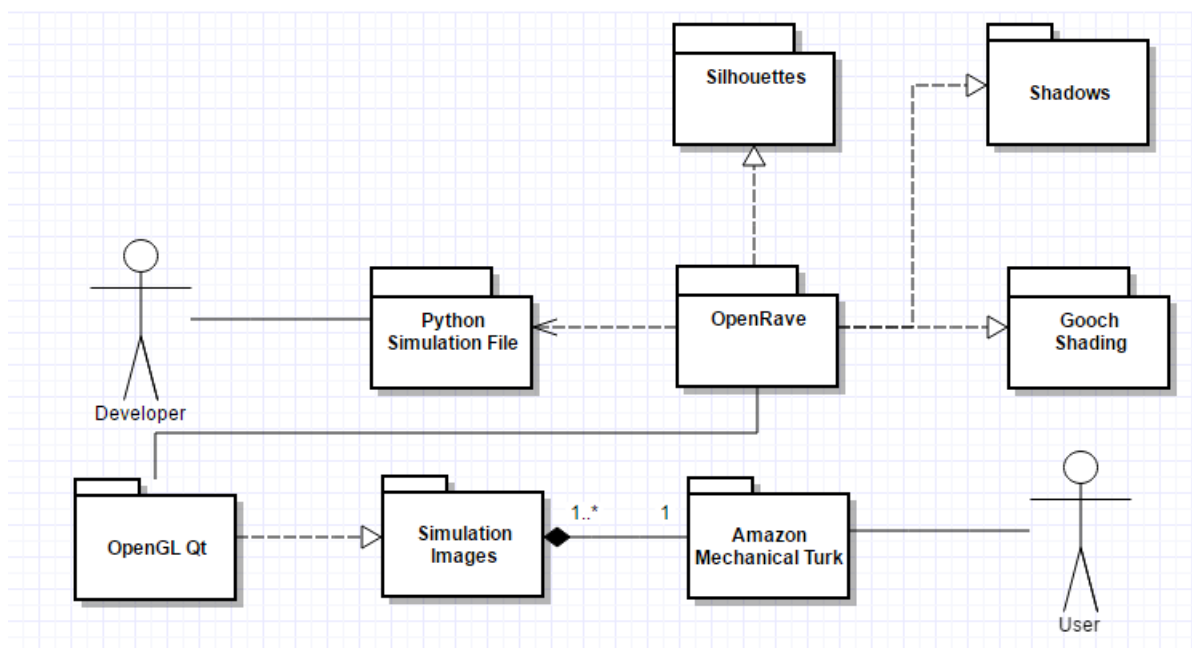 Silhouettes
Shadows
Python
Simulation File
OpenRave
Gooch
Shading
Developer
OpenGL Qt
Simulation
Images
1..*
1
Amazon
Mechanical Turk
User